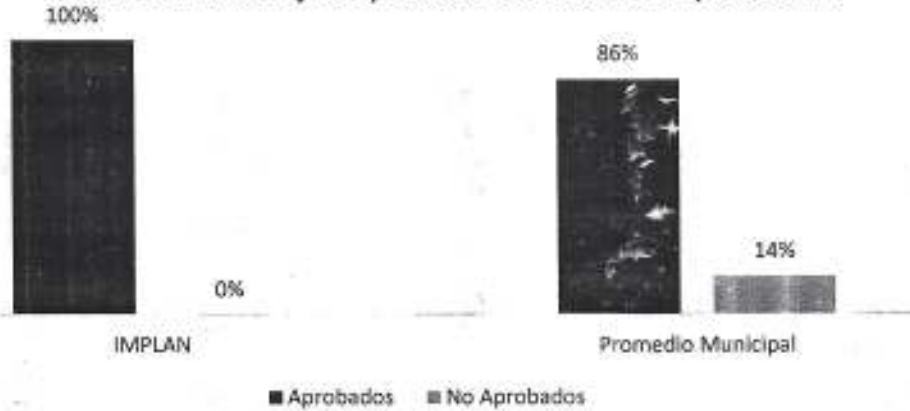 100%
86%
14%
0%
IMPLAN
Promedio Municipal
Aprobados
No Aprobados